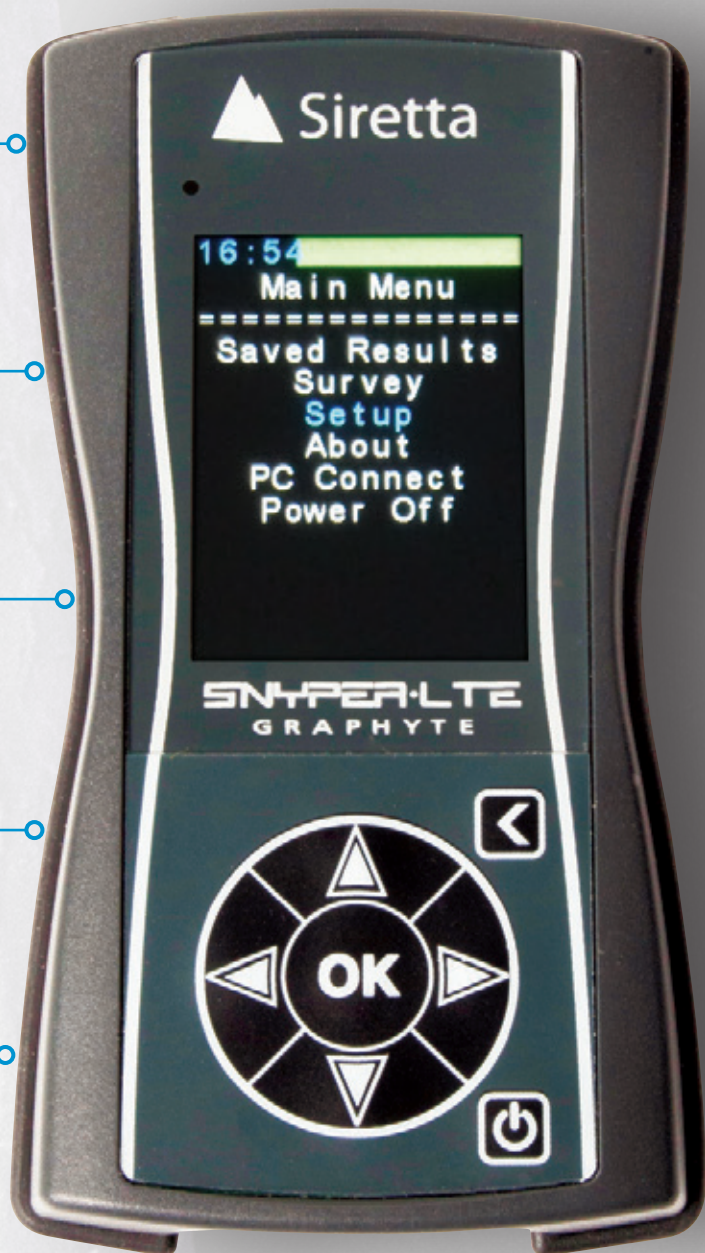 Siretta
16:54
Main Menu
===============
Saved Results
Survey
Setup
About
PC Connect
Power Off
SNYPER·LTE
GRAPHYTE
OK